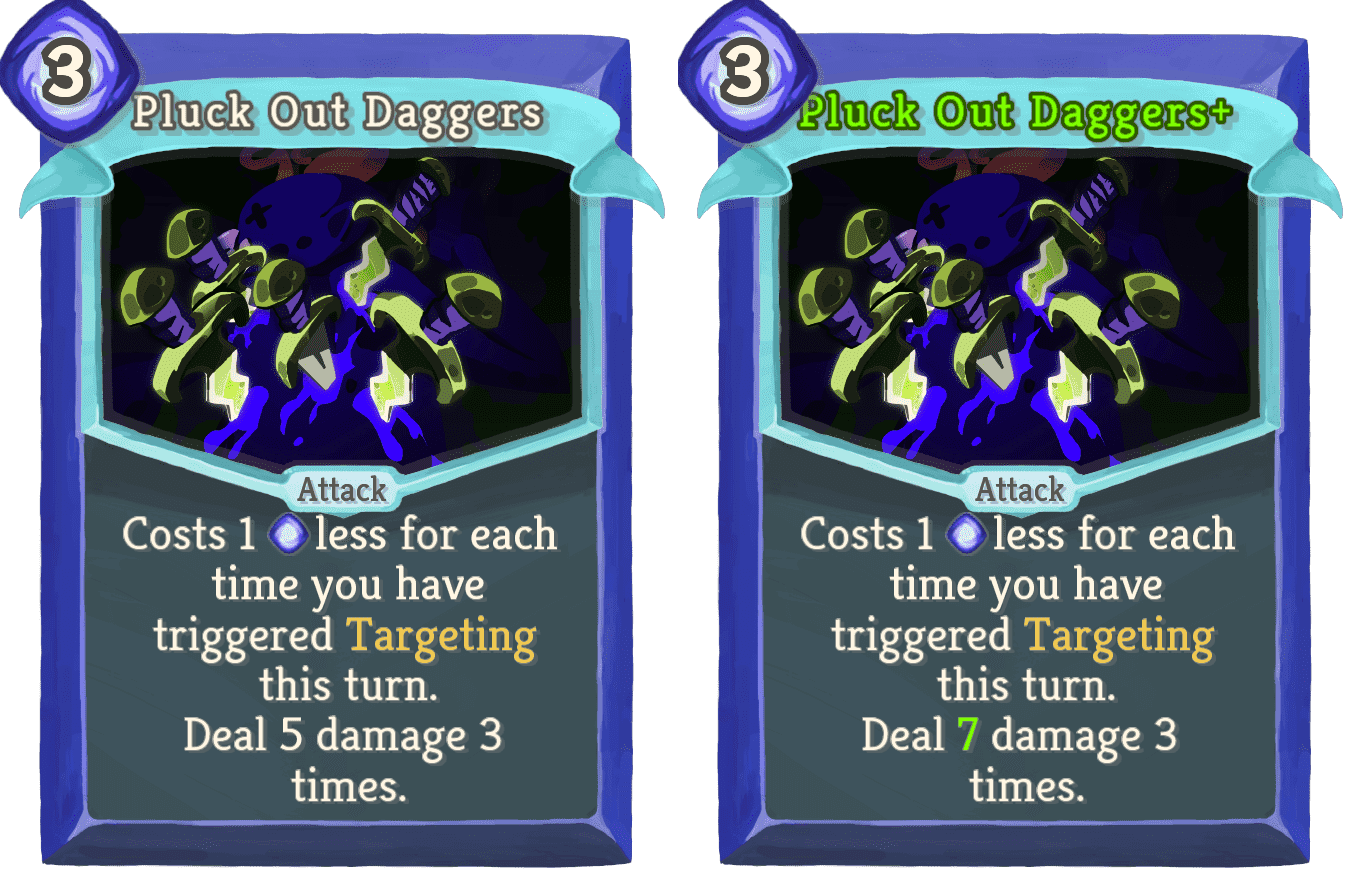 3
Pluck Out Daggers
Attack
Costs 1 less for each
time you have
triggered Targeting
this turn.
Deal 5 damage 3
times.
3
Pluck Out Daggers+
Attack
Costs 1 less for each
time you have
triggered Targeting
this turn.
Deal 7 damage 3
times.